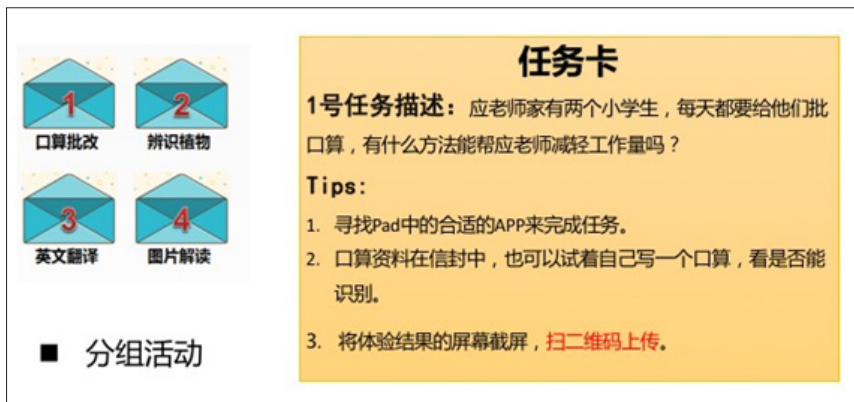 1
2
口算批改
辨识植物
3
4
英文翻译
图片解读
■ 分组活动
任务卡
1号任务描述：应老师家有两个小学生，每天都要给他们批
口算，有什么方法能帮应老师减轻工作量吗？
Tips:
1. 寻找Pad中的合适的APP来完成任务。
2. 口算资料在信封中，也可以试着自己写一个口算，看是否能
识别。
3. 将体验结果的屏幕截屏，扫二维码上传。